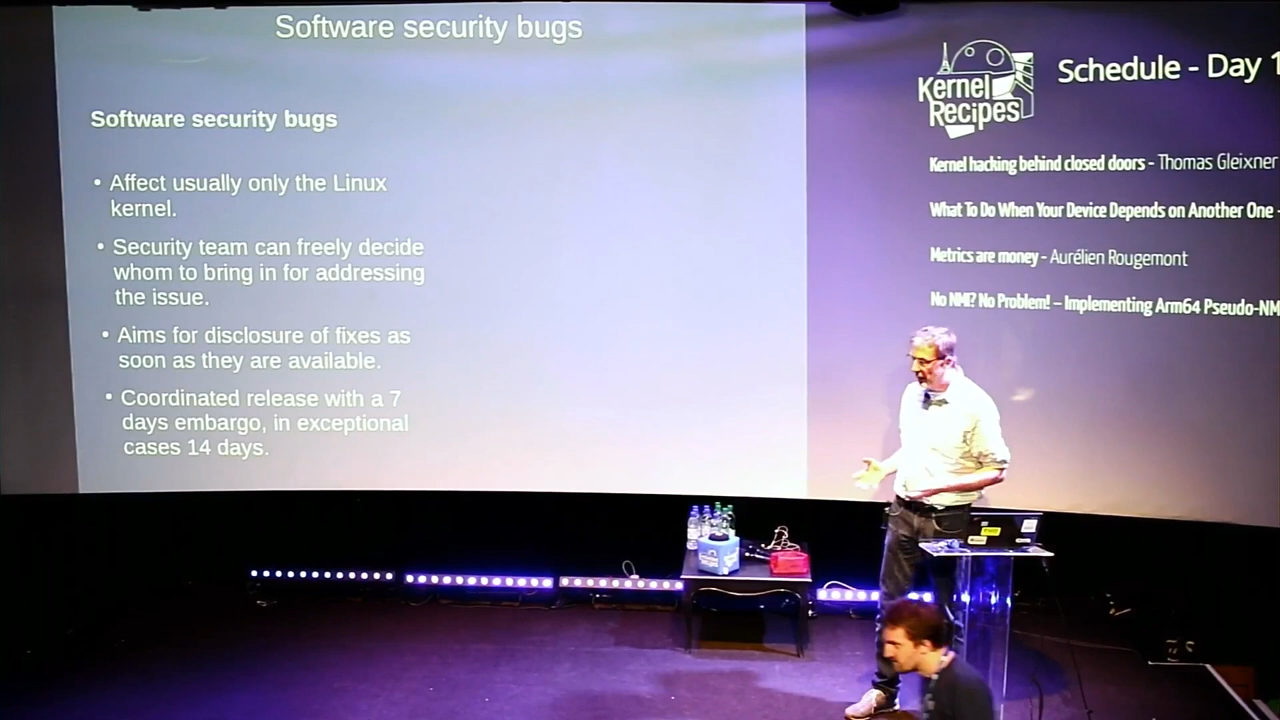 Software security bugs
Software security bugs
• Affect usually only the Linux
kernel.
• Security team can freely decide
whom to bring in for addressing
the issue.
• Aims for disclosure of fixes as
soon as they are available.
• Coordinated release with a 7
days embargo, in exceptional
cases 14 days.
Kernel
Recipes
Schedule - Day 1
Kernel hacking behind closed doors - Thomas Gleixner
What To Do When Your Device Depends on Another One -
Metrics are money - Aurélien Rougemont
No NMI? No Problem! – Implementing Arm64 Pseudo-NM